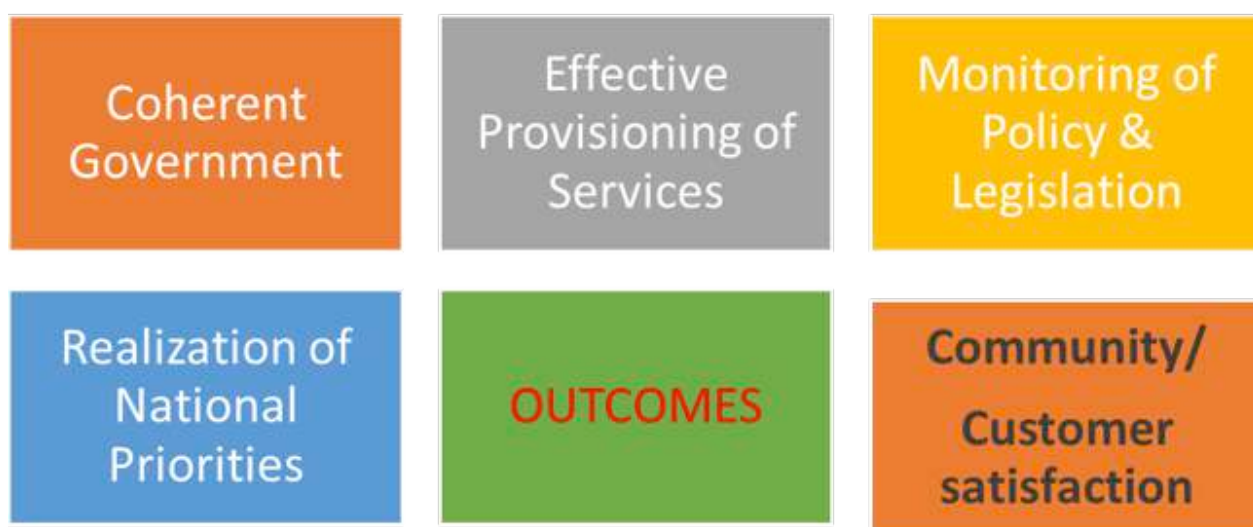 Coherent
Government
Effective
Provisioning of
Services
Monitoring of
Policy &
Legislation
Realization of
National
Priorities
OUTCOMES
Community/
Customer
satisfaction